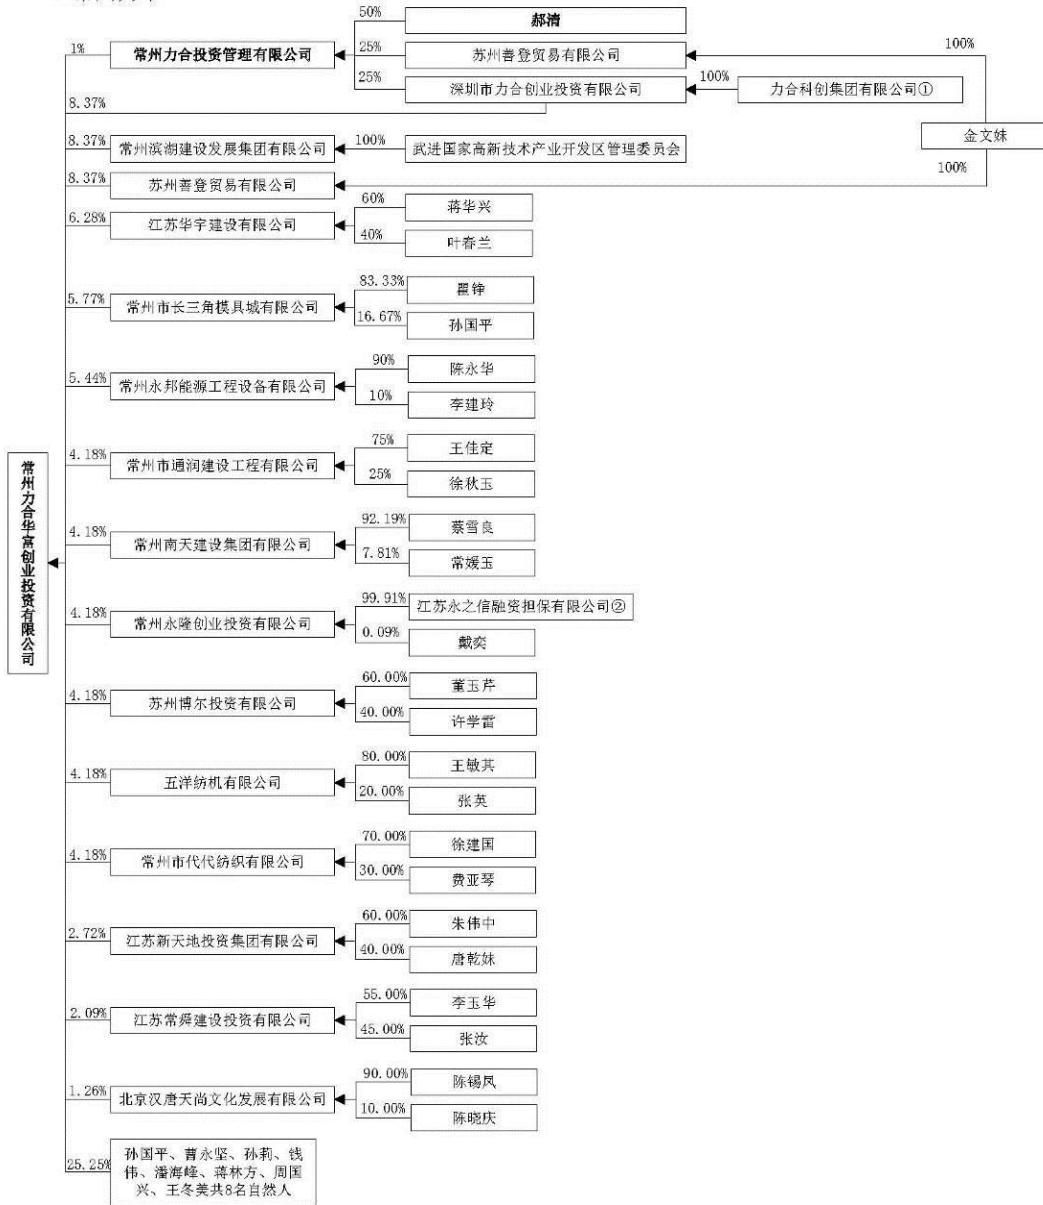 50%
郝清
1%
常州力合投资管理有限公司
25%
苏州善登贸易有限公司
100%
25%
深圳市力合创业投资有限公司
100%
力合科创集团有限公司①
8.37%
金文妹
8.37%
常州滨湖建设发展集团有限公司
100%
武进国家高新技术产业开发区管理委员会
100%
8.37%
苏州善登贸易有限公司
60%
蒋华兴
6.28%
江苏华宇建设有限公司
40%
叶春兰
83.33%
瞿铮
5.77%
常州市长三角模具城有限公司
16.67%
孙国平
90%
陈永华
5.44%
常州永邦能源工程设备有限公司
10%
李建玲
75%
王佳定
4.18%
常州市通润建设工程有限公司
25%
徐秋玉
常州力合华富创业投资有限公司
92.19%
蔡雪良
4.18%
常州南天建设集团有限公司
7.81%
常媛玉
99.91%
江苏永之信融资担保有限公司②
4.18%
常州永隆创业投资有限公司
0.09%
戴奕
60.00%
董玉芹
4.18%
苏州博尔投资有限公司
40.00%
许学雷
80.00%
王敏其
4.18%
五洋纺机有限公司
20.00%
张英
70.00%
徐建国
4.18%
常州市代代纺织有限公司
30.00%
费亚琴
60.00%
朱伟中
2.72%
江苏新天地投资集团有限公司
40.00%
唐乾妹
55.00%
李玉华
2.09%
江苏常舜建设投资有限公司
45.00%
张汝
90.00%
陈锡凤
1.26%
北京汉唐天尚文化发展有限公司
10.00%
陈晓庆
25.25%
孙国平、曹永坚、孙莉、钱
伟、潘海峰、蒋林方、周国
兴、王冬美共8名自然人